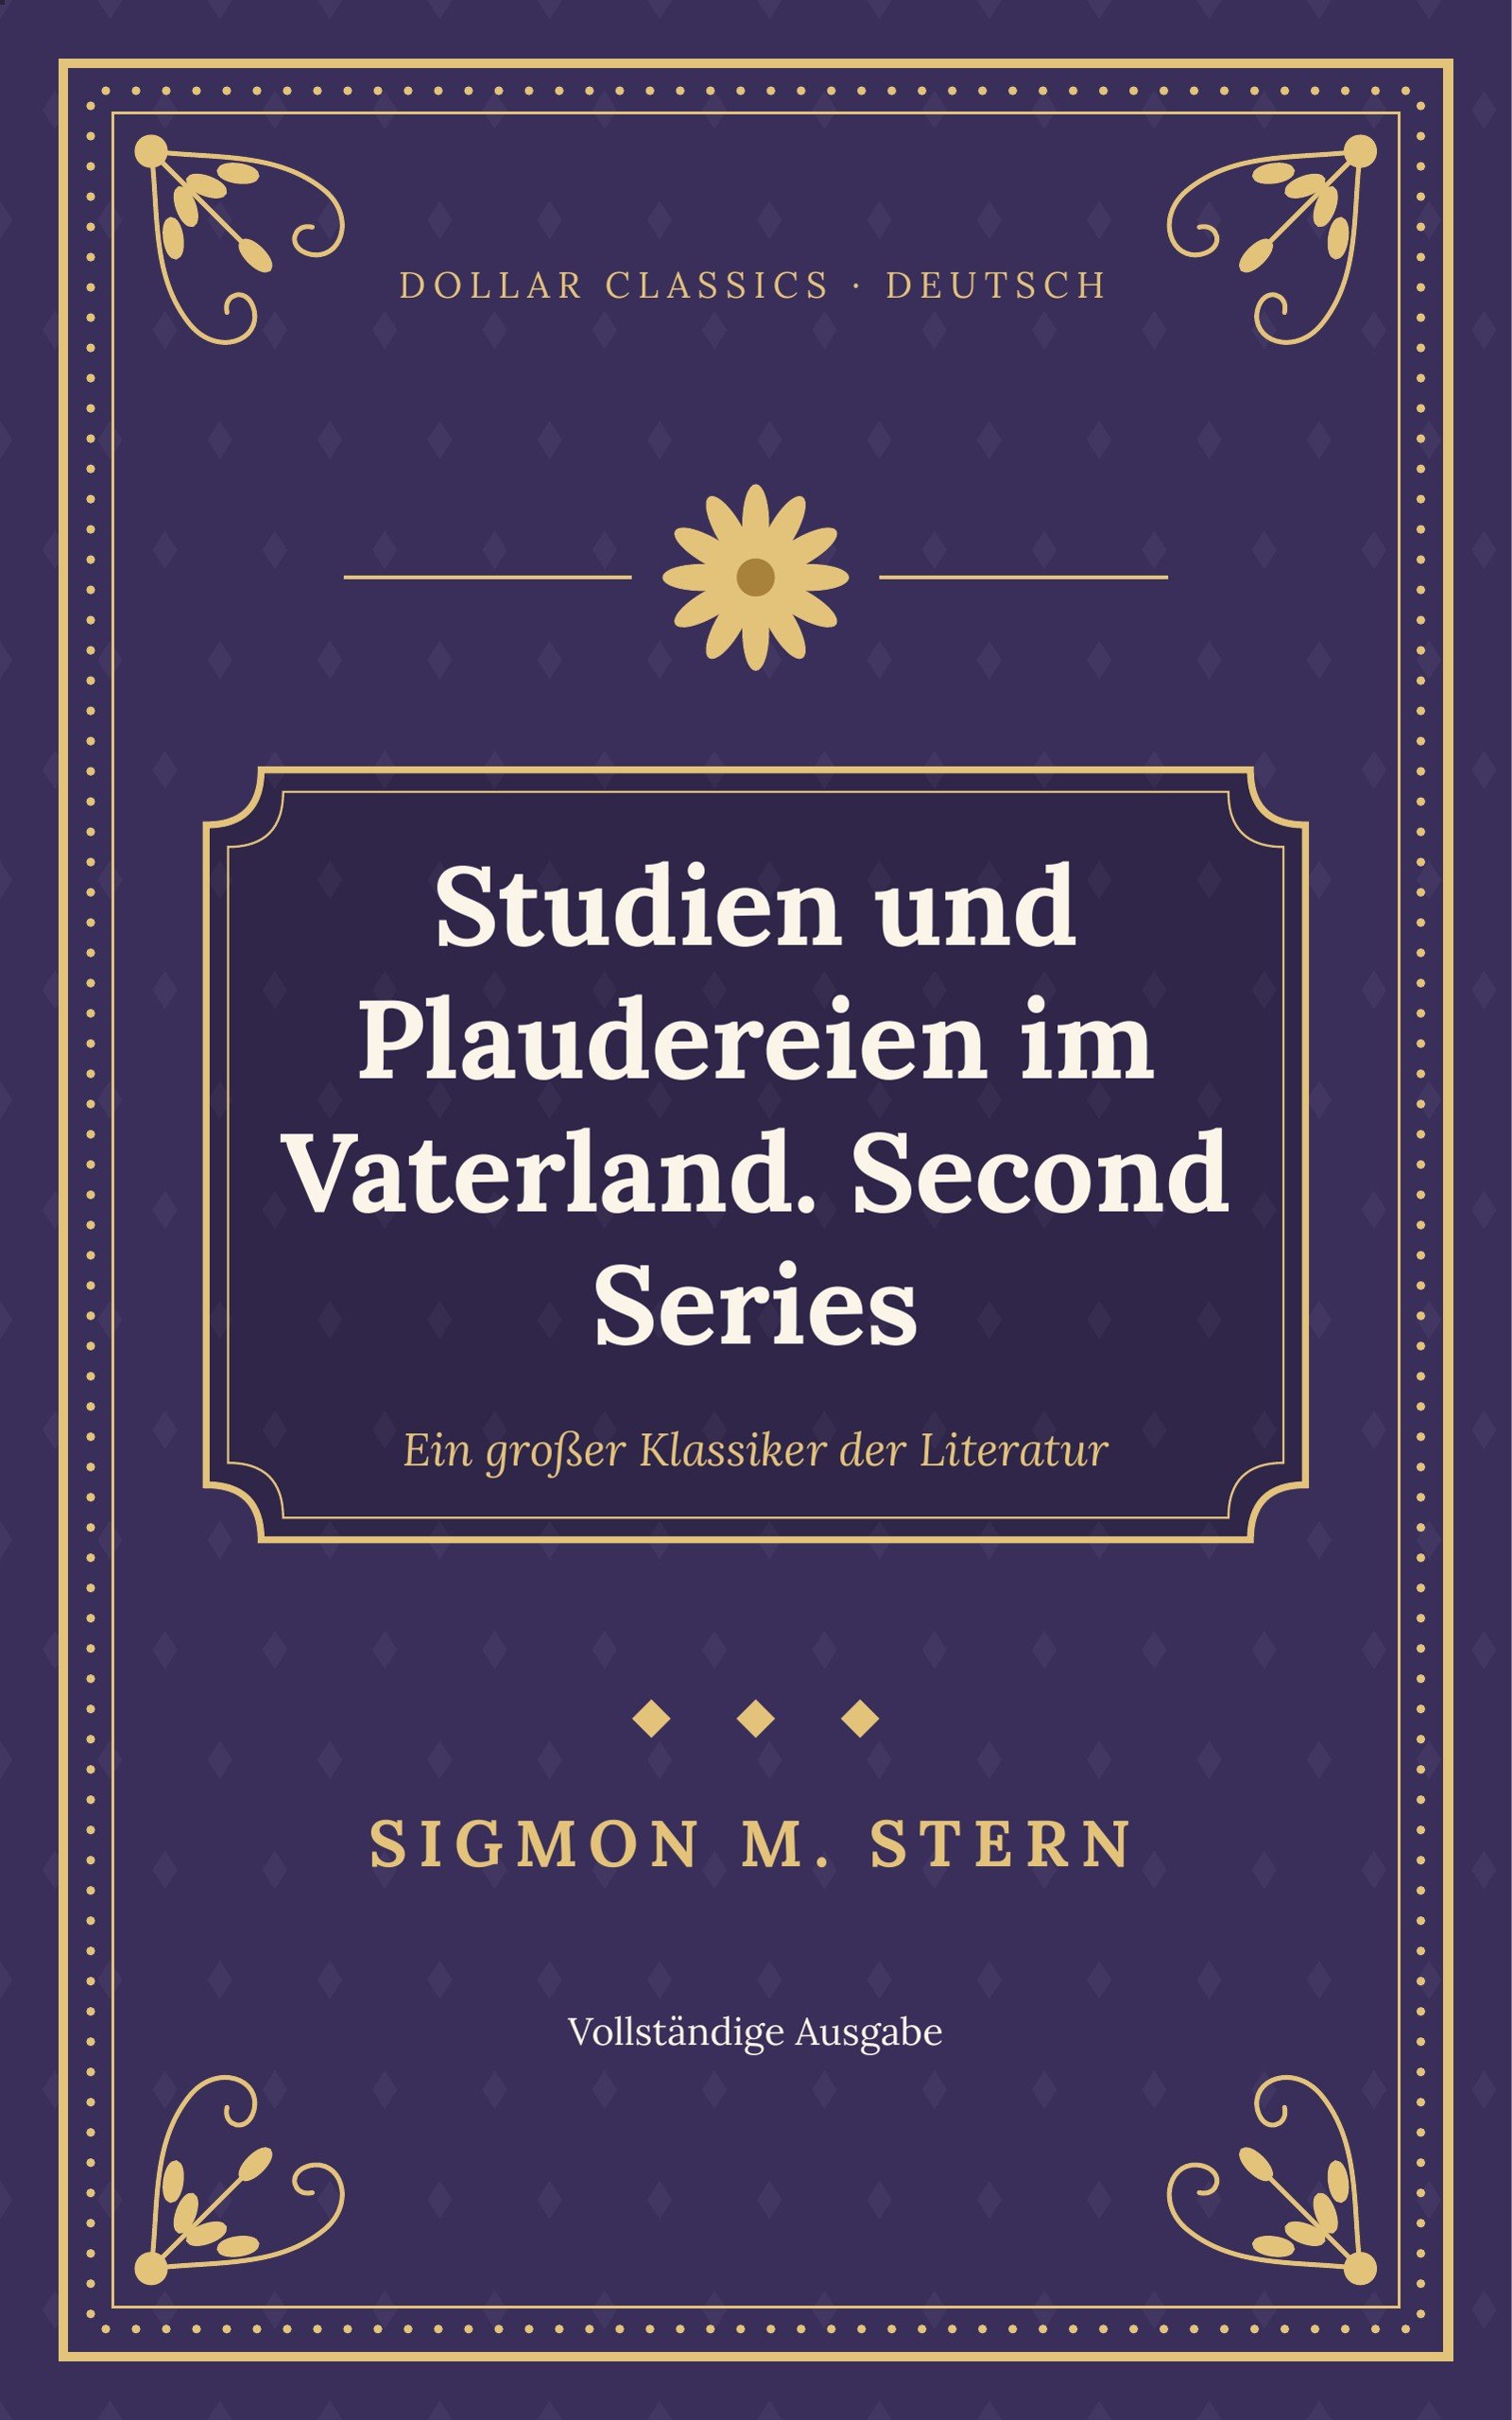 DOLLAR CLASSICS · DEUTSCH
Studien und
Plaudereien im
Vaterland. Second
Series
Ein großer Klassiker der Literatur
SIGMON M. STERN
Vollständige Ausgabe